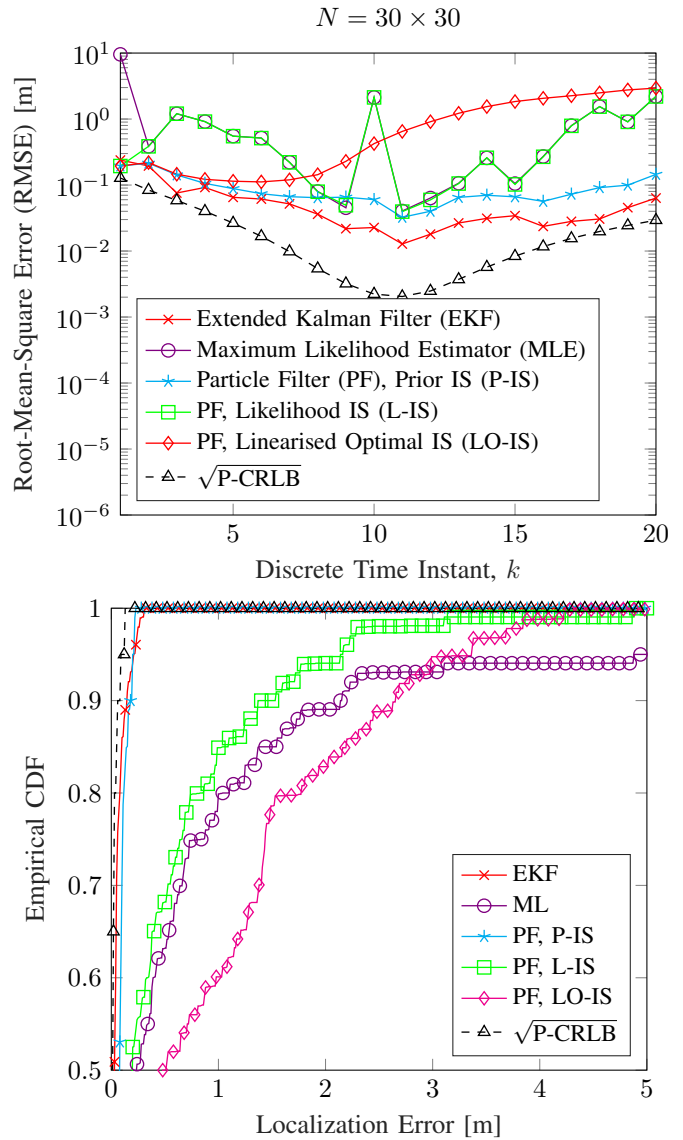 N = 30 × 30
Root-Mean-Square Error (RMSE) [m]
10^1
10^0
10^−1
10^−2
10^−3
10^−4
10^−5
10^−6
Extended Kalman Filter (EKF)
Maximum Likelihood Estimator (MLE)
Particle Filter (PF), Prior IS (P-IS)
PF, Likelihood IS (L-IS)
PF, Linearised Optimal IS (LO-IS)
√P-CRLB
5 10 15 20
Discrete Time Instant, k
Empirical CDF
1
0.9
0.8
0.7
0.6
0.5
EKF
ML
PF, P-IS
PF, L-IS
PF, LO-IS
√P-CRLB
0 1 2 3 4 5
Localization Error [m]